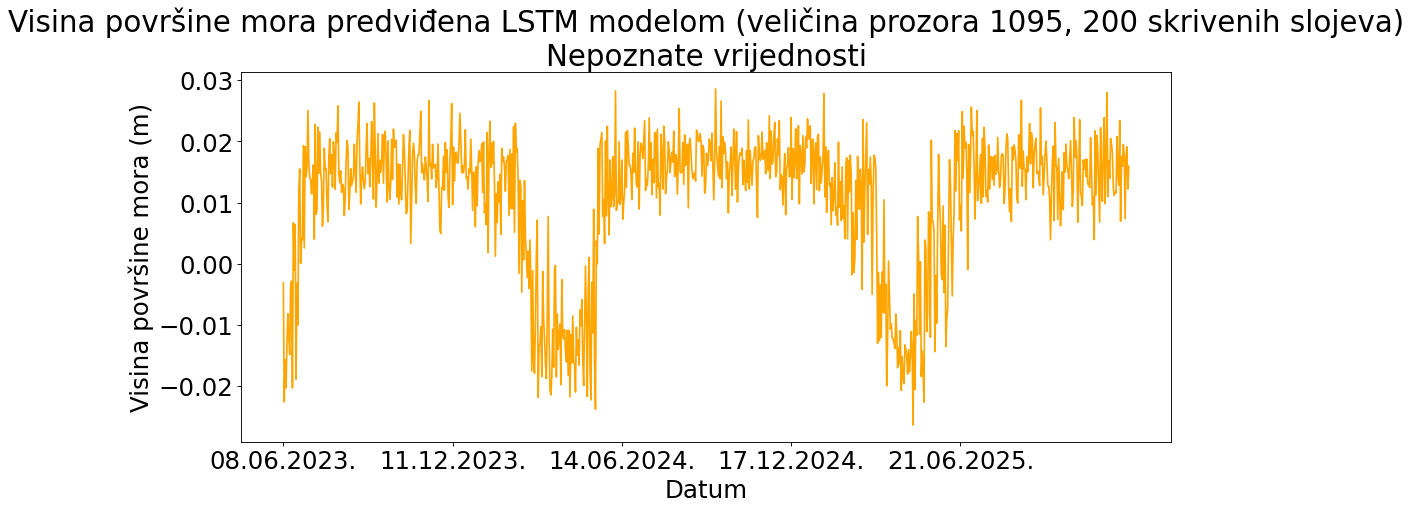 Visina površine mora predviđena LSTM modelom (veličina prozora 1095, 200 skrivenih slojeva)
Nepoznate vrijednosti
Visina površine mora (m)
0.03
0.02
0.01
0.00
−0.01
−0.02
08.06.2023. 11.12.2023. 14.06.2024. 17.12.2024. 21.06.2025.
Datum